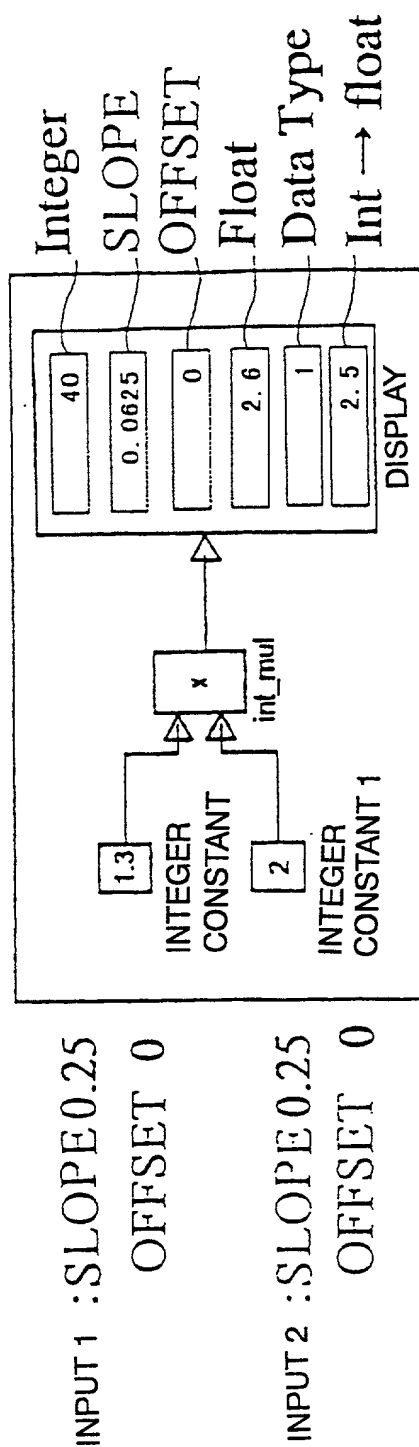 INPUT 1 ::SLOPE 0.25
OFFSET 0
INPUT 2 ::SLOPE 0.25
OFFSET 0
1.3
INTEGER
CONSTANT
2
INTEGER
CONSTANT 1
x
int_mul
40
0.0625
0
2.6
1
2.5
DISPLAY
Integer
SLOPE
OFFSET
Float
Data Type
Int → float